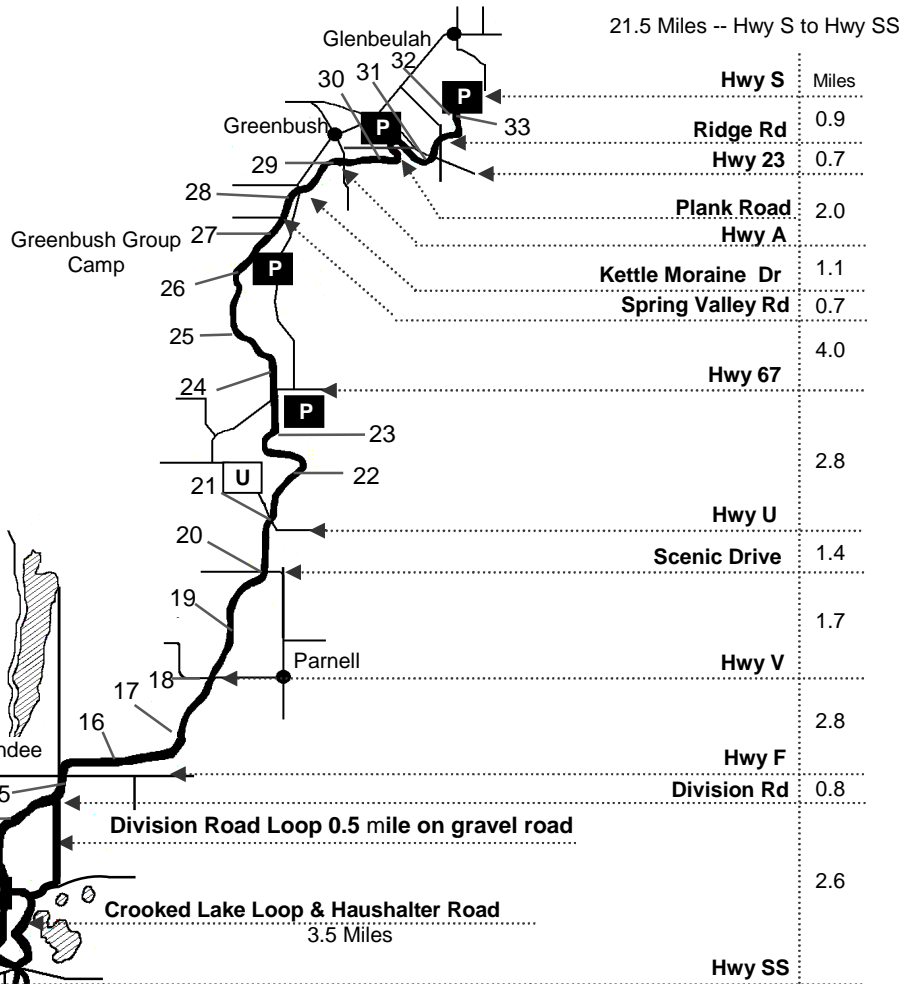 21.5 Miles -- Hwy S to Hwy SS
Glenbeulah
32
31
30
Hwy S
Miles
P
0.9
P
33
Greenbush
Ridge Rd
29
Hwy 23
0.7
28
Plank Road
2.0
27
Hwy A
Greenbush Group
Camp
P
Kettle Moraine Dr
1.1
26
Spring Valley Rd
0.7
25
4.0
24
Hwy 67
P
23
2.8
U
22
21
Hwy U
20
Scenic Drive
1.4
19
1.7
Parnell
Hwy V
18
17
16
2.8
ndee
Hwy F
5
Division Rd
0.8
Division Road Loop 0.5 mile on gravel road
2.6
Crooked Lake Loop & Haushalter Road
3.5 Miles
Hwy SS